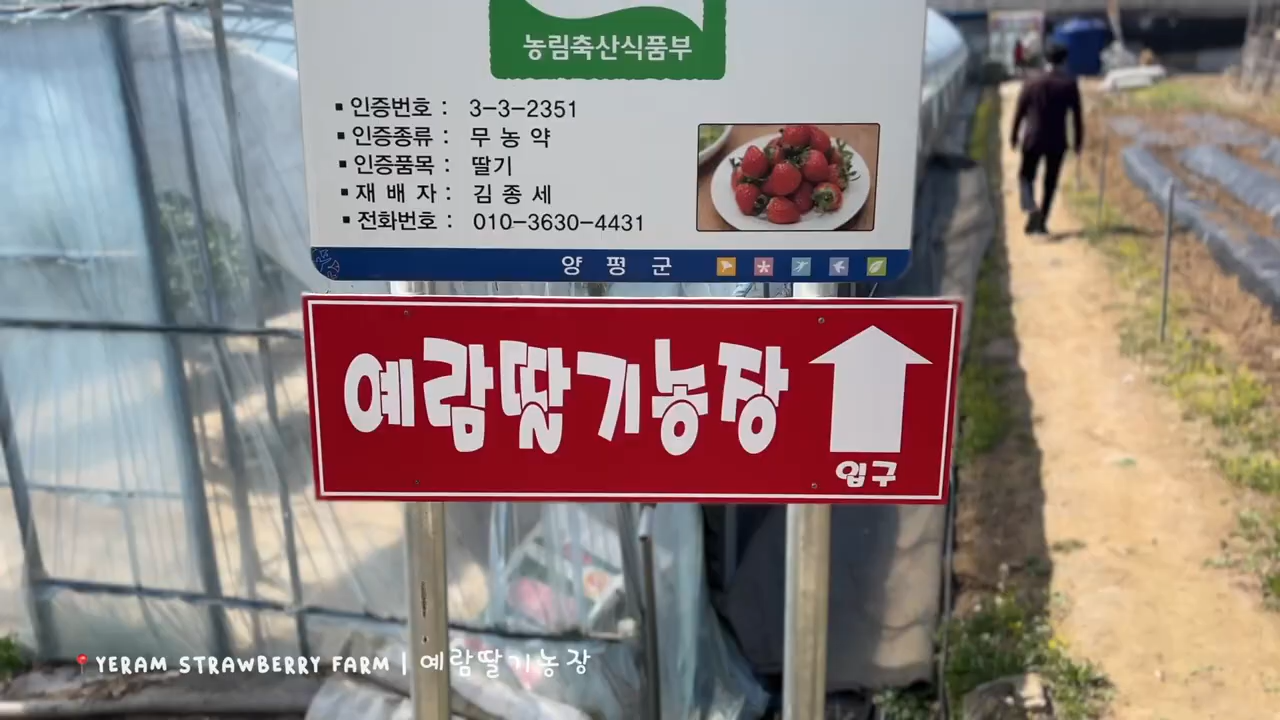 농림축산식품부
▪ 인증번호 : 3-3-2351
▪ 인증종류 : 무 농 약
▪ 인증품목 : 딸기
▪ 재 배 자 : 김 종 세
▪ 전화번호 : 010-3630-4431
양 평 군
예람딸기농장
입구
📍YERAM STRAWBERRY FARM | 예람딸기농장